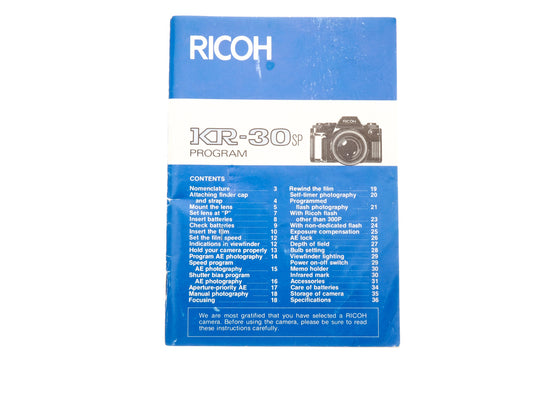 RICOH
KR-30SP
PROGRAM
RICOH
CONTENTS
Nomenclature 3
Attaching finder cap
and strap 4
Mount the lens 5
Set lens at "P" 7
Insert batteries 8
Check batteries 9
Insert the film 10
Set the film speed 12
Indications in viewfinder 12
Hold your camera properly 13
Program AE photography 14
Speed program
AE photography 15
Shutter bias program
AE photography 16
Aperture-priority AE 17
Manual photography 18
Focusing 18
Rewind the film 19
Self-timer photography 20
Programmed
flash photography 21
With Ricoh flash
other than 300P 23
With non-dedicated flash 24
Exposure compensation 25
AE lock 26
Depth of field 27
Bulb setting 28
Viewfinder lighting 29
Power on-off switch 29
Memo holder 30
Infrared mark 30
Accessories 31
Care of batteries 34
Storage of camera 35
Specifications 36
We are most gratified that you have selected a RICOH
camera. Before using the camera, please be sure to read
these instructions carefully.